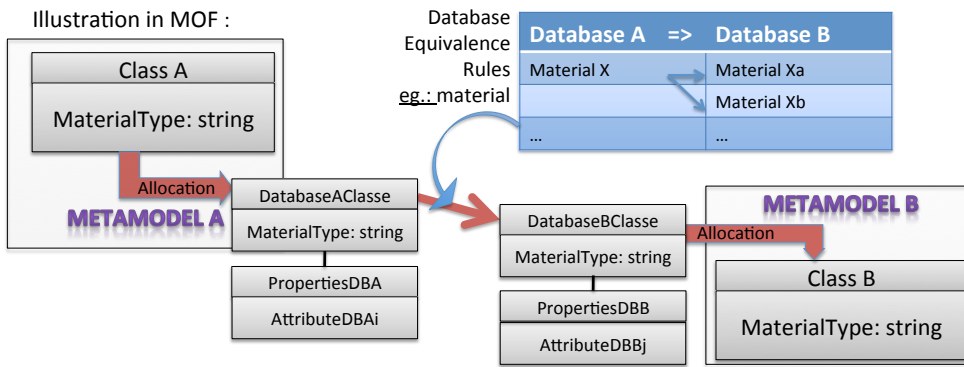 Illustration in MOF :
Class A
MaterialType: string
Allocation
METAMODEL A
Database
Equivalence
Rules
eg.: material
Database A => Database B
Material X Material Xa
Material Xb
... ...
DatabaseAClasse
MaterialType: string
PropertiesDBA
AttributeDBAi
DatabaseBClasse
MaterialType: string
PropertiesDBB
AttributeDBBj
METAMODEL B
Allocation
Class B
MaterialType: string